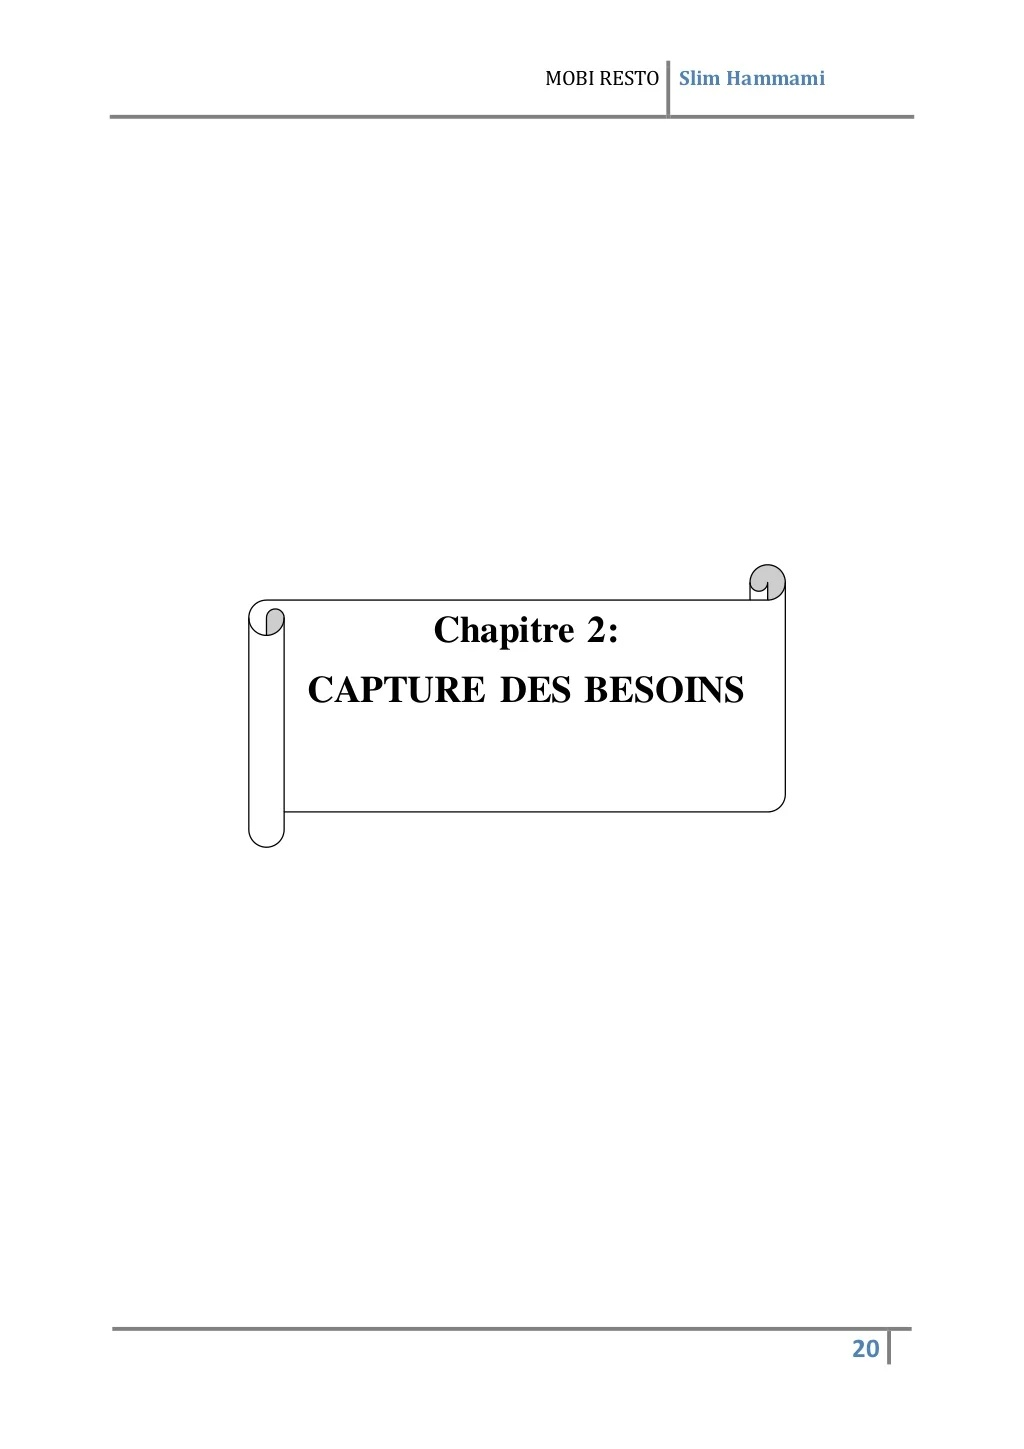 MOBI RESTO Slim Hammami
Chapitre 2:
CAPTURE DES BESOINS
20